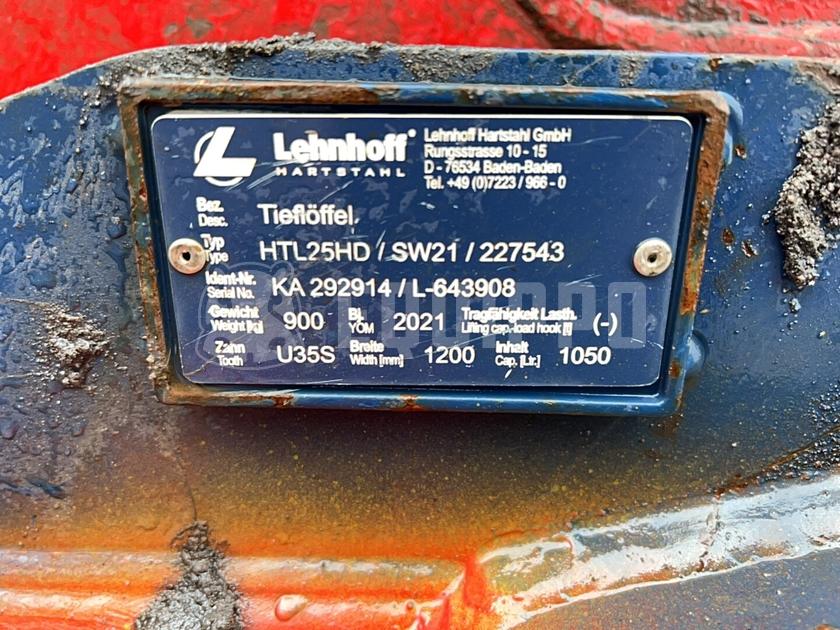 Lehnhoff
HARTSTAHL
Lehnhoff Hartstahl GmbH
Rungsstrasse 10 - 15
D - 76534 Baden-Baden
Tel. +49 (0)7223 / 966 - 0
Bez.
Desc.
Tieflöffel
Typ
Type
HTL25HD / SW21 / 227543
Ident-Nr.
Serial No.
KA 292914 / L-643908
Gewicht
Weight [kg]
900
Bj.
YOM
2021
Tragfähigkeit Lasth.
Lifting cap.-load hook [t]
(-)
Zahn
Tooth
U35S
Breite
Width [mm]
1200
Inhalt
Cap. [Ltr.]
1050